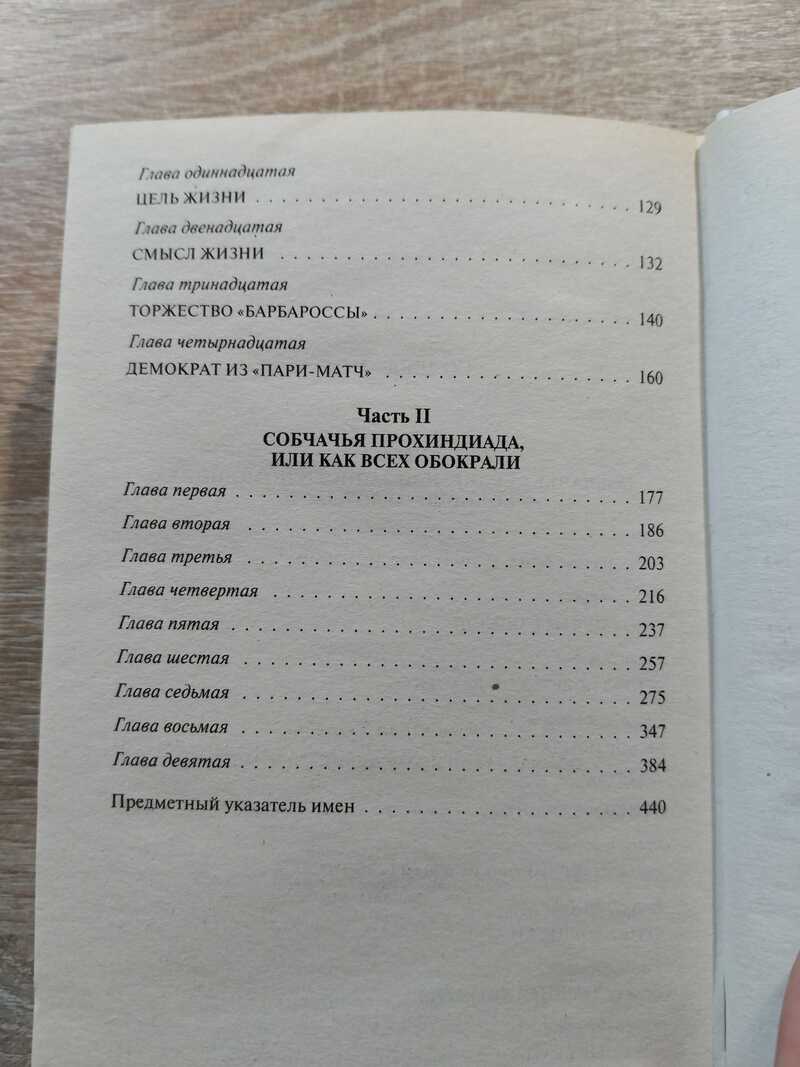 Глава одиннадцатая
ЦЕЛЬ ЖИЗНИ . . . . . . . . . . . . . . . . . . . . . . . . . . 129
Глава двенадцатая
СМЫСЛ ЖИЗНИ . . . . . . . . . . . . . . . . . . . . . . . . 132
Глава тринадцатая
ТОРЖЕСТВО «БАРБАРОССЫ» . . . . . . . . . . . . . . . . . . 140
Глава четырнадцатая
ДЕМОКРАТ ИЗ «ПАРИ-МАТЧ» . . . . . . . . . . . . . . . . . 160
Часть II
СОБЧАЧЬЯ ПРОХИНДИАДА,
ИЛИ КАК ВСЕХ ОБОКРАЛИ
Глава первая . . . . . . . . . . . . . . . . . . . . . . . . . . . 177
Глава вторая . . . . . . . . . . . . . . . . . . . . . . . . . . 186
Глава третья . . . . . . . . . . . . . . . . . . . . . . . . . . 203
Глава четвертая . . . . . . . . . . . . . . . . . . . . . . . . 216
Глава пятая . . . . . . . . . . . . . . . . . . . . . . . . . . . 237
Глава шестая . . . . . . . . . . . . . . . . . . . . . . . . . . 257
Глава седьмая . . . . . . . . . . . . . . . . . . . . . . . . . . 275
Глава восьмая . . . . . . . . . . . . . . . . . . . . . . . . . . 347
Глава девятая . . . . . . . . . . . . . . . . . . . . . . . . . . 384
Предметный указатель имен . . . . . . . . . . . . . . . . . . 440